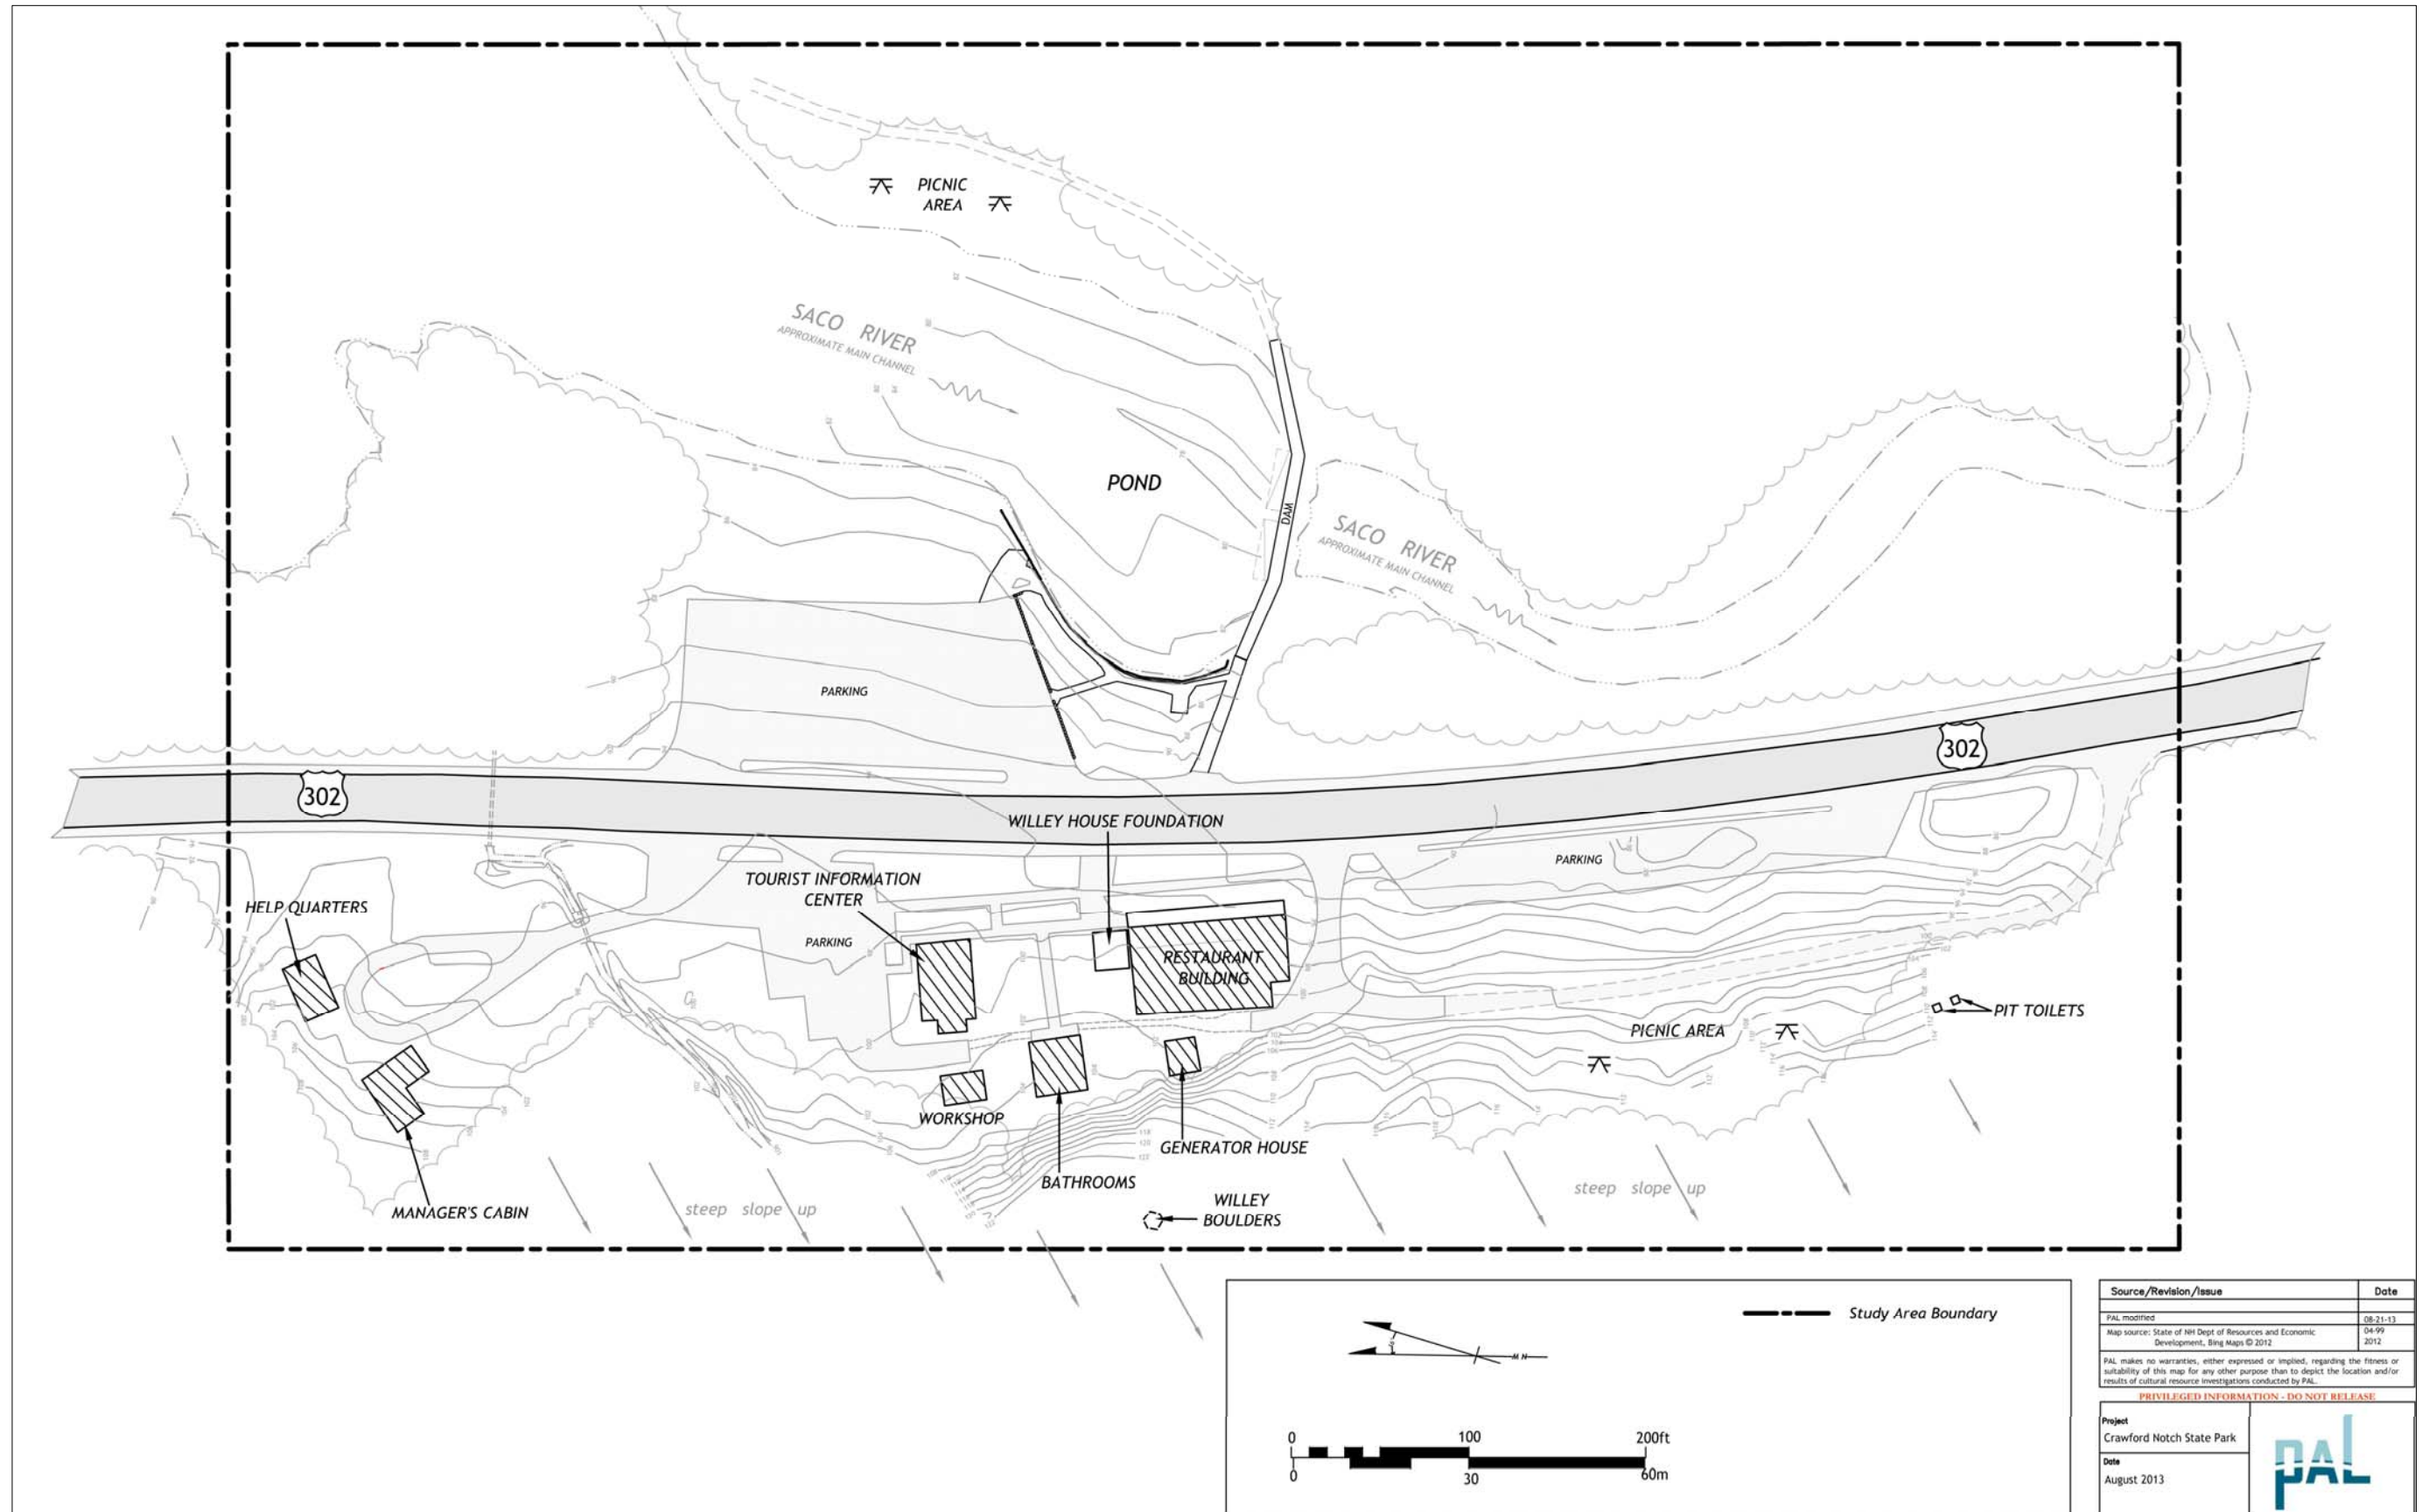 PICNIC
AREA
SACO RIVER
APPROXIMATE MAIN CHANNEL
POND
DAM
SACO RIVER
APPROXIMATE MAIN CHANNEL
PARKING
302
302
WILLEY HOUSE FOUNDATION
PARKING
TOURIST INFORMATION
CENTER
HELP QUARTERS
PARKING
RESTAURANT
BUILDING
PIT TOILETS
PICNIC AREA
WORKSHOP
GENERATOR HOUSE
BATHROOMS
MANAGER'S CABIN
WILLEY
BOULDERS
steep slope up
steep slope up
Study Area Boundary
M N
0 100 200ft
0 30 60m
Source/Revision/Issue Date
PAL modified 08-21-13
Map source: State of NH Dept of Resources and Economic 04-99
Development, Bing Maps © 2012 2012
PAL makes no warranties, either expressed or implied, regarding the fitness or
suitability of this map for any other purpose than to depict the location and/or
results of cultural resource investigations conducted by PAL.
PRIVILEGED INFORMATION - DO NOT RELEASE
Project
Crawford Notch State Park
Date
August 2013
PAL